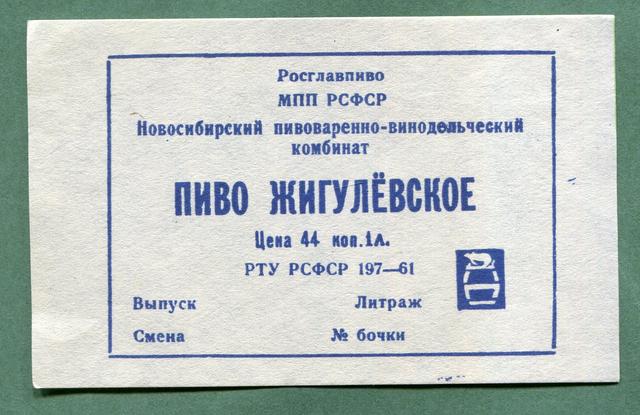 Росглавпиво
МПП РСФСР
Новосибирский пивоваренно-винодельческий
комбинат
ПИВО ЖИГУЛЁВСКОЕ
Цена 44 коп.1л.
РТУ РСФСР 197—61
Выпуск Литраж
Смена № бочки